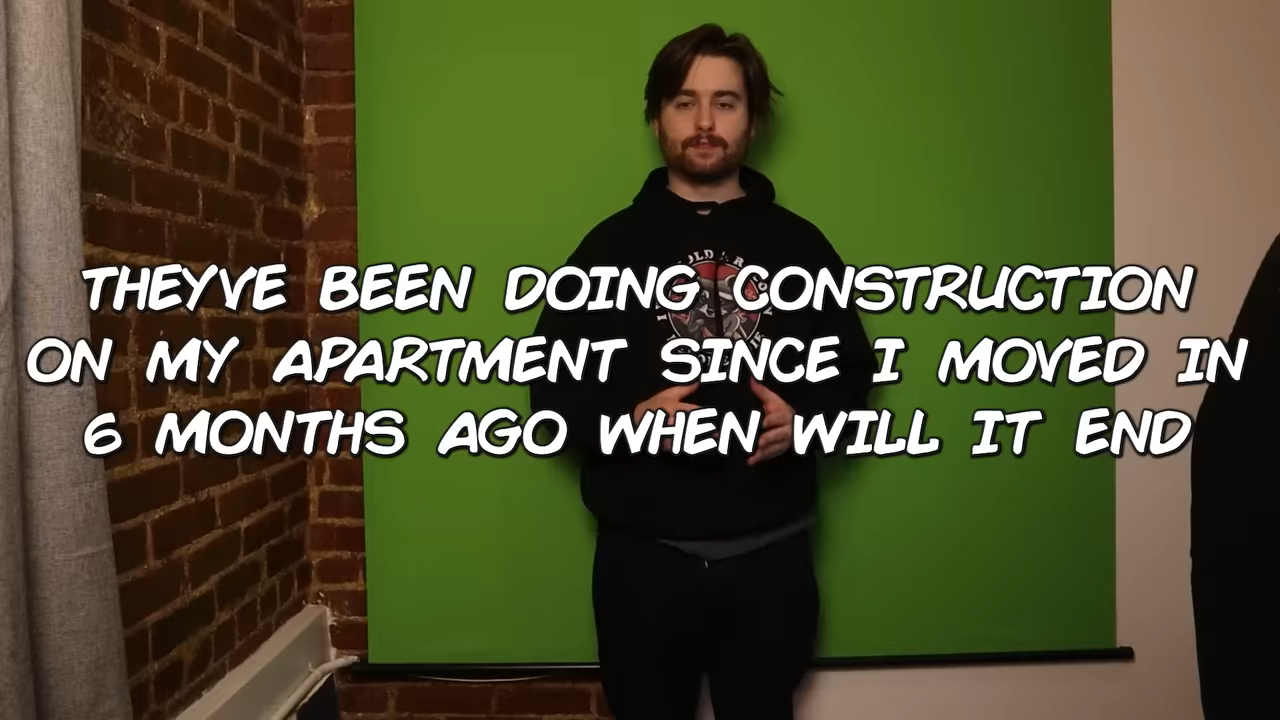 THEYVE BEEN DOING CONSTRUCTION
ON MY APARTMENT SINCE I MOVED IN
6 MONTHS AGO WHEN WILL IT END